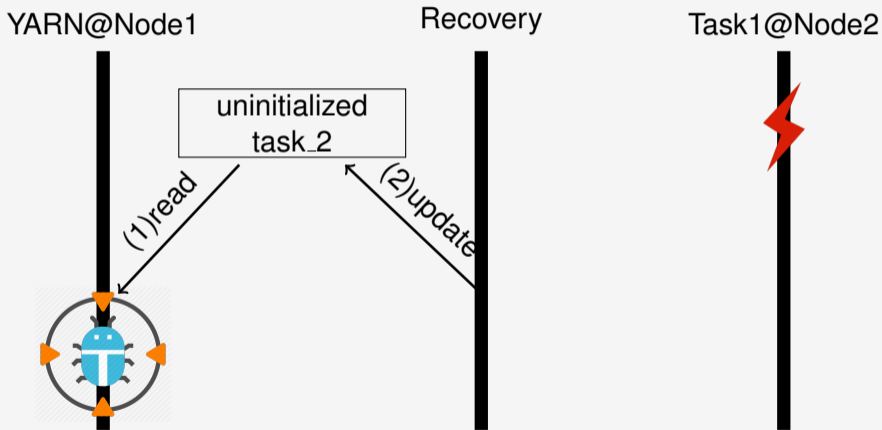 YARN@Node1
Recovery
Task1@Node2
uninitialized
task_2
(1)read
(2)update